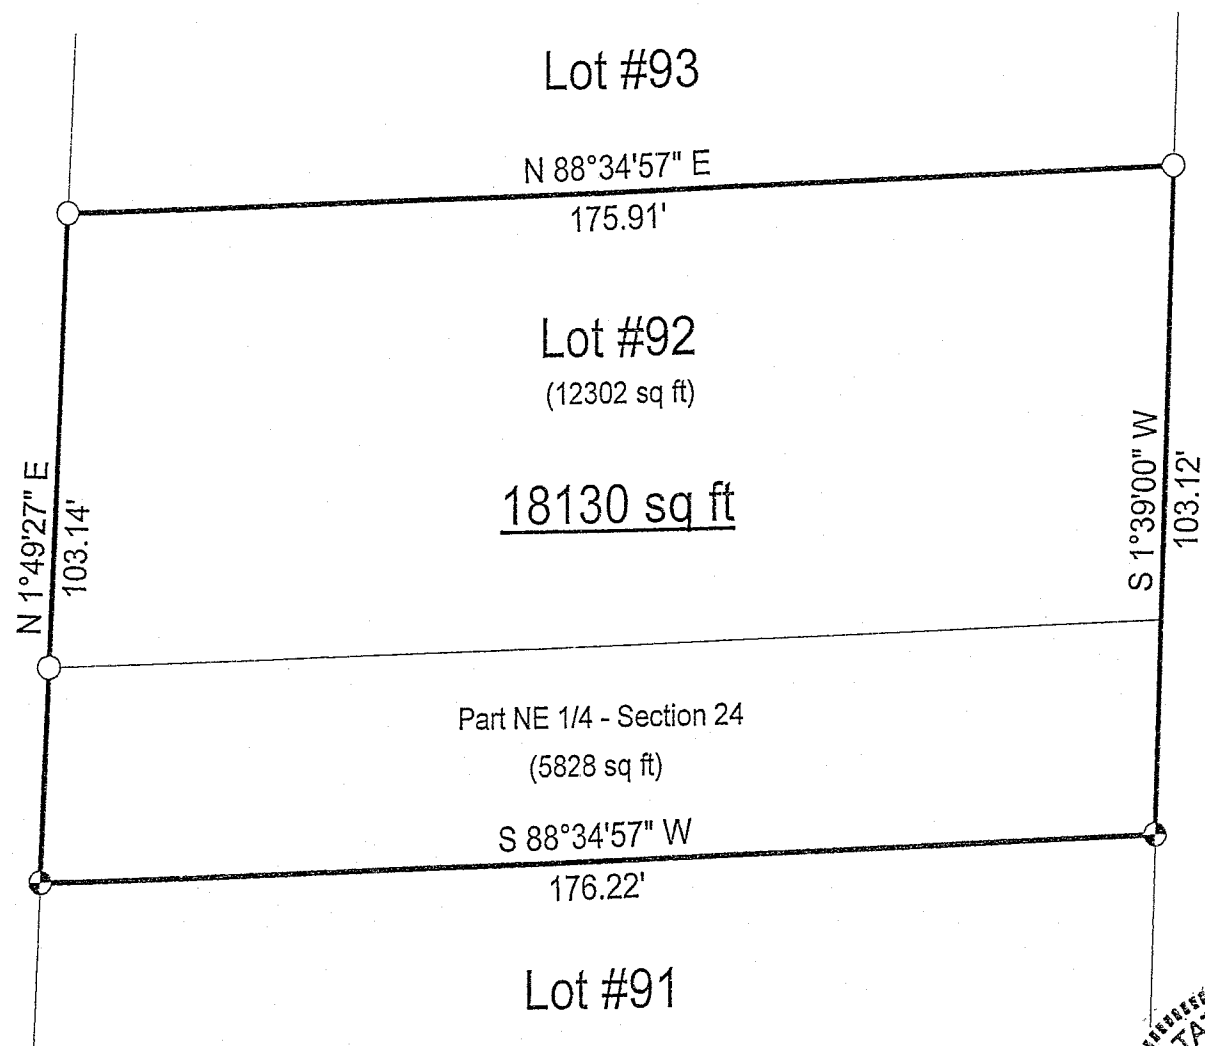 Lot #93
N 88°34'57" E
175.91'
Lot #92
(12302 sq ft)
18130 sq ft
N 1°49'27" E
103.14'
S 1°39'00" W
103.12'
Part NE 1/4 - Section 24
(5828 sq ft)
S 88°34'57" W
176.22'
Lot #91